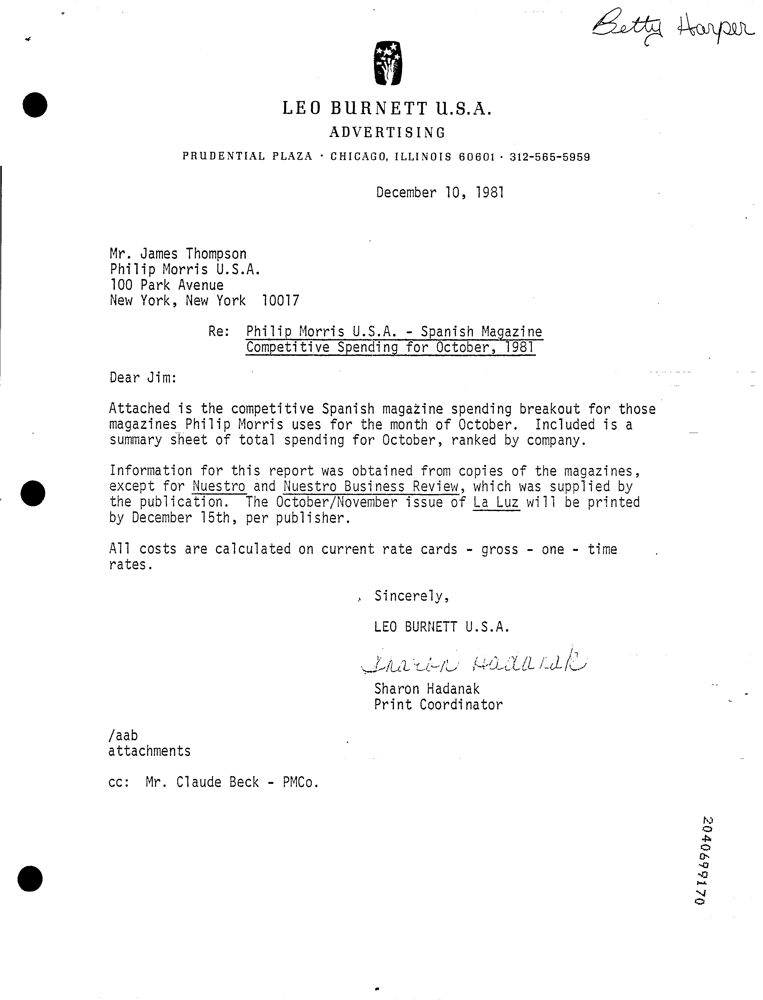 Betty Harper
LEO BURNETT U.S.A.
ADVERTISING
PRUDENTIAL PLAZA · CHICAGO, ILLINOIS 60601 · 312-565-5959
December 10, 1981
Mr. James Thompson
Philip Morris U.S.A.
100 Park Avenue
New York, New York 10017
Re: Philip Morris U.S.A. - Spanish Magazine
Competitive Spending for October, 1981
Dear Jim:
Attached is the competitive Spanish magazine spending breakout for those
magazines Philip Morris uses for the month of October. Included is a
summary sheet of total spending for October, ranked by company.
Information for this report was obtained from copies of the magazines,
except for Nuestro and Nuestro Business Review, which was supplied by
the publication. The October/November issue of La Luz will be printed
by December 15th, per publisher.
All costs are calculated on current rate cards - gross - one - time
rates.
Sincerely,
LEO BURNETT U.S.A.
Sharon Hadanak
Sharon Hadanak
Print Coordinator
/aab
attachments
cc: Mr. Claude Beck - PMCo.
2040699170